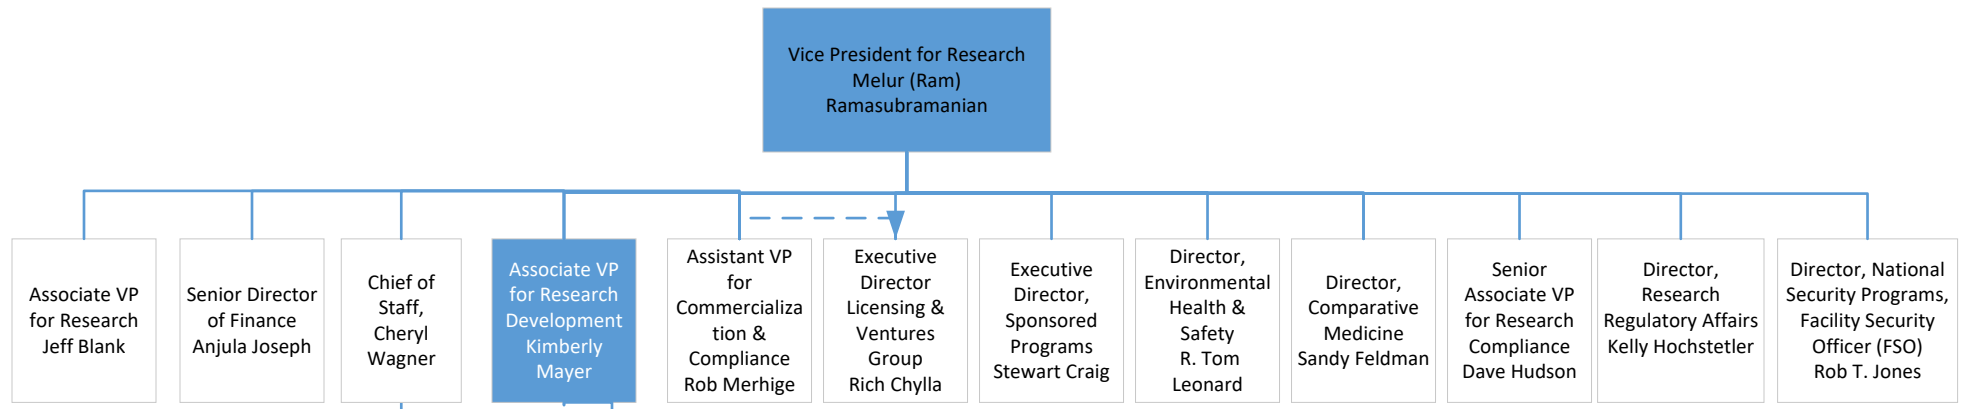 Vice President for Research
Melur (Ram)
Ramasubramanian
Associate VP
for Research
Jeff Blank
Senior Director
of Finance
Anjula Joseph
Chief of
Staff,
Cheryl
Wagner
Associate VP
for Research
Development
Kimberly
Mayer
Assistant VP
for
Commercializa
tion &
Compliance
Rob Merhige
Executive
Director
Licensing &
Ventures
Group
Rich Chylla
Executive
Director,
Sponsored
Programs
Stewart Craig
Director,
Environmental
Health &
Safety
R. Tom
Leonard
Director,
Comparative
Medicine
Sandy Feldman
Senior
Associate VP
for Research
Compliance
Dave Hudson
Director,
Research
Regulatory Affairs
Kelly Hochstetler
Director, National
Security Programs,
Facility Security
Officer (FSO)
Rob T. Jones